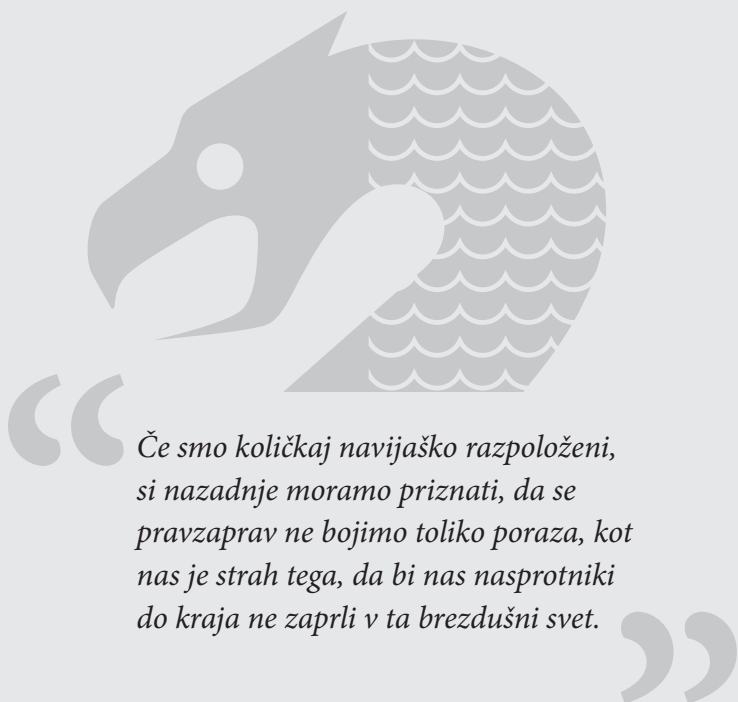 Če smo količkaj navijaško razpoloženi,
si nazadnje moramo priznati, da se
pravzaprav ne bojimo toliko poraza, kot
nas je strah tega, da bi nas nasprotniki
do kraja ne zaprli v ta brezdušni svet.